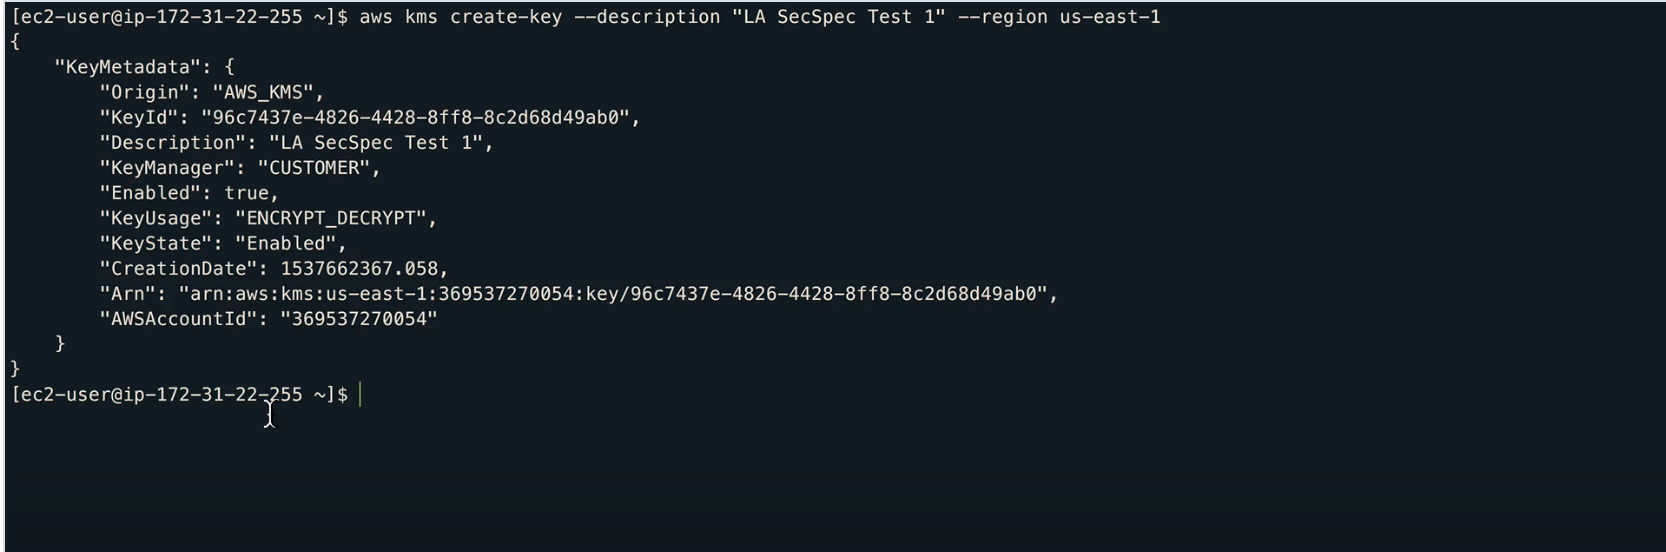 [ec2-user@ip-172-31-22-255 ~]$ aws kms create-key --description "LA SecSpec Test 1" --region us-east-1
{
    "KeyMetadata": {
        "Origin": "AWS_KMS",
        "KeyId": "96c7437e-4826-4428-8ff8-8c2d68d49ab0",
        "Description": "LA SecSpec Test 1",
        "KeyManager": "CUSTOMER",
        "Enabled": true,
        "KeyUsage": "ENCRYPT_DECRYPT",
        "KeyState": "Enabled",
        "CreationDate": 1537662367.058,
        "Arn": "arn:aws:kms:us-east-1:369537270054:key/96c7437e-4826-4428-8ff8-8c2d68d49ab0",
        "AWSAccountId": "369537270054"
    }
}
[ec2-user@ip-172-31-22-255 ~]$